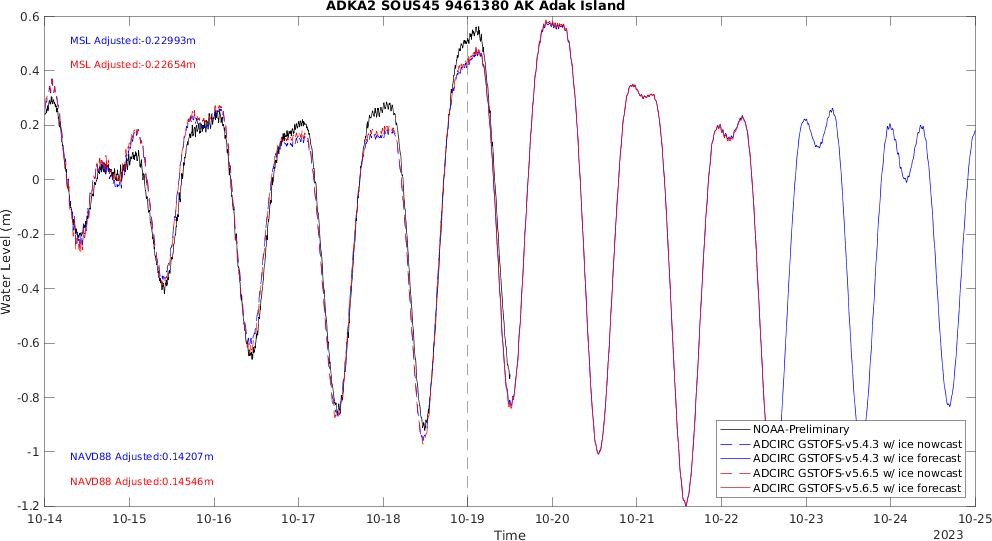 ADKA2 SOUS45 9461380 AK Adak Island
MSL Adjusted:-0.22993m
MSL Adjusted:-0.22654m
0.6
0.4
0.2
0
-0.2
-0.4
-0.6
-0.8
-1
-1.2
Water Level (m)
NAVD88 Adjusted:0.14207m
NAVD88 Adjusted:0.14546m
NOAA-Preliminary
ADCIRC GSTOFS-v5.4.3 w/ ice nowcast
ADCIRC GSTOFS-v5.4.3 w/ ice forecast
ADCIRC GSTOFS-v5.6.5 w/ ice nowcast
ADCIRC GSTOFS-v5.6.5 w/ ice forecast
10-14 10-15 10-16 10-17 10-18 10-19 10-20 10-21 10-22 10-23 10-24 10-25
Time
2023